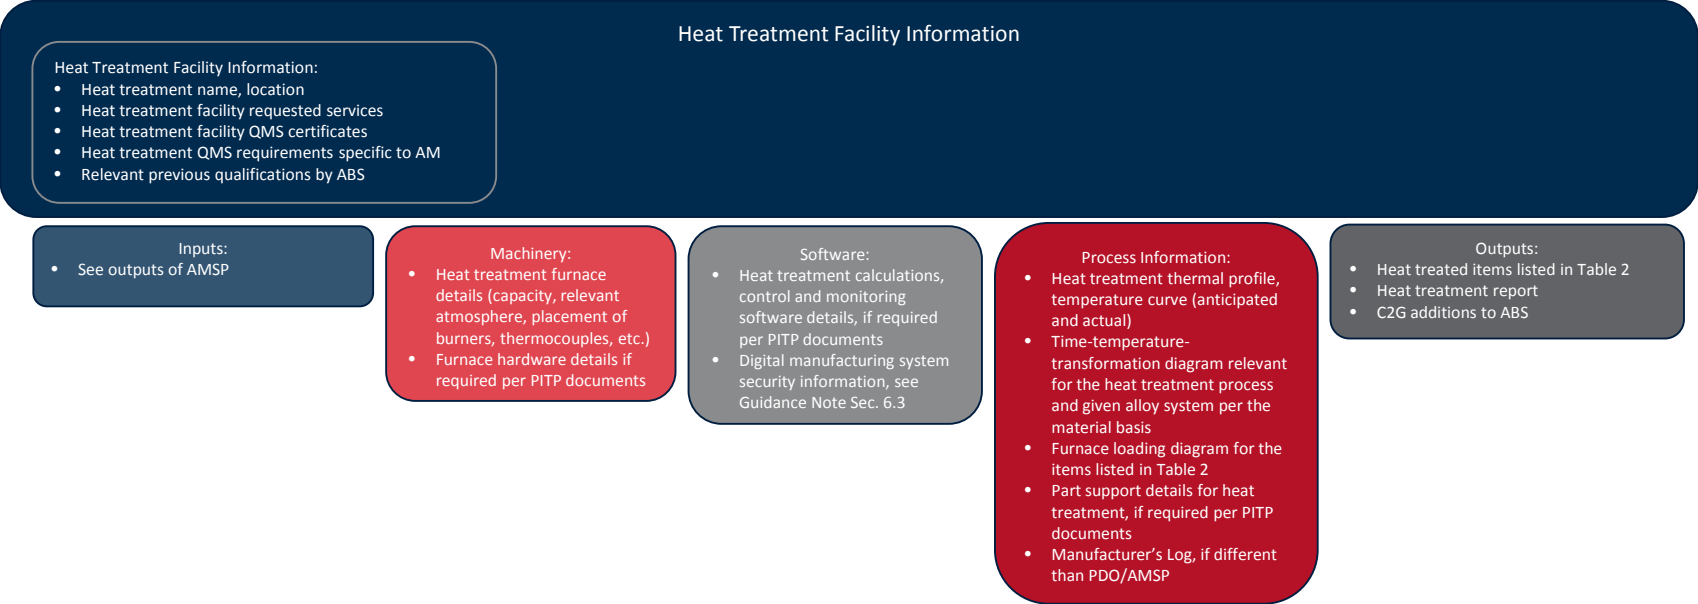 Heat Treatment Facility Information
Heat Treatment Facility Information:
• Heat treatment name, location
• Heat treatment facility requested services
• Heat treatment facility QMS certificates
• Heat treatment QMS requirements specific to AM
• Relevant previous qualifications by ABS
Inputs:
• See outputs of AMSP
Machinery:
• Heat treatment furnace
details (capacity, relevant
atmosphere, placement of
burners, thermocouples, etc.)
• Furnace hardware details if
required per PITP documents
Software:
• Heat treatment calculations,
control and monitoring
software details, if required
per PITP documents
• Digital manufacturing system
security information, see
Guidance Note Sec. 6.3
Process Information:
• Heat treatment thermal profile,
temperature curve (anticipated
and actual)
• Time-temperature-
transformation diagram relevant
for the heat treatment process
and given alloy system per the
material basis
• Furnace loading diagram for the
items listed in Table 2
• Part support details for heat
treatment, if required per PITP
documents
• Manufacturer’s Log, if different
than PDO/AMSP
Outputs:
• Heat treated items listed in Table 2
• Heat treatment report
• C2G additions to ABS